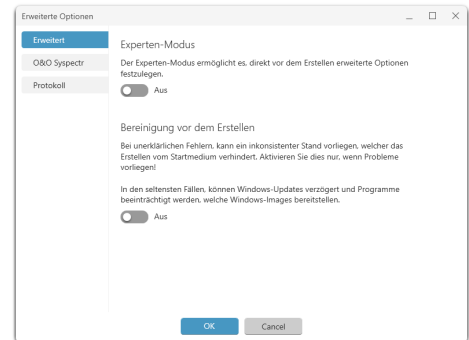 Erweiterte Optionen
Erweitert
O&O Syspectr
Protokoll
Experten-Modus
Der Experten-Modus ermöglicht es, direkt vor dem Erstellen erweiterte Optionen
festzulegen.
Aus
Bereinigung vor dem Erstellen
Bei unerklärlichen Fehlern, kann ein inkonsistenter Stand vorliegen, welcher das
Erstellen vom Startmedium verhindert. Aktivieren Sie dies nur, wenn Probleme
vorliegen!
In den seltensten Fällen, können Windows-Updates verzögert und Programme
beeinträchtigt werden, welche Windows-Images bereitstellen.
Aus
OK
Cancel